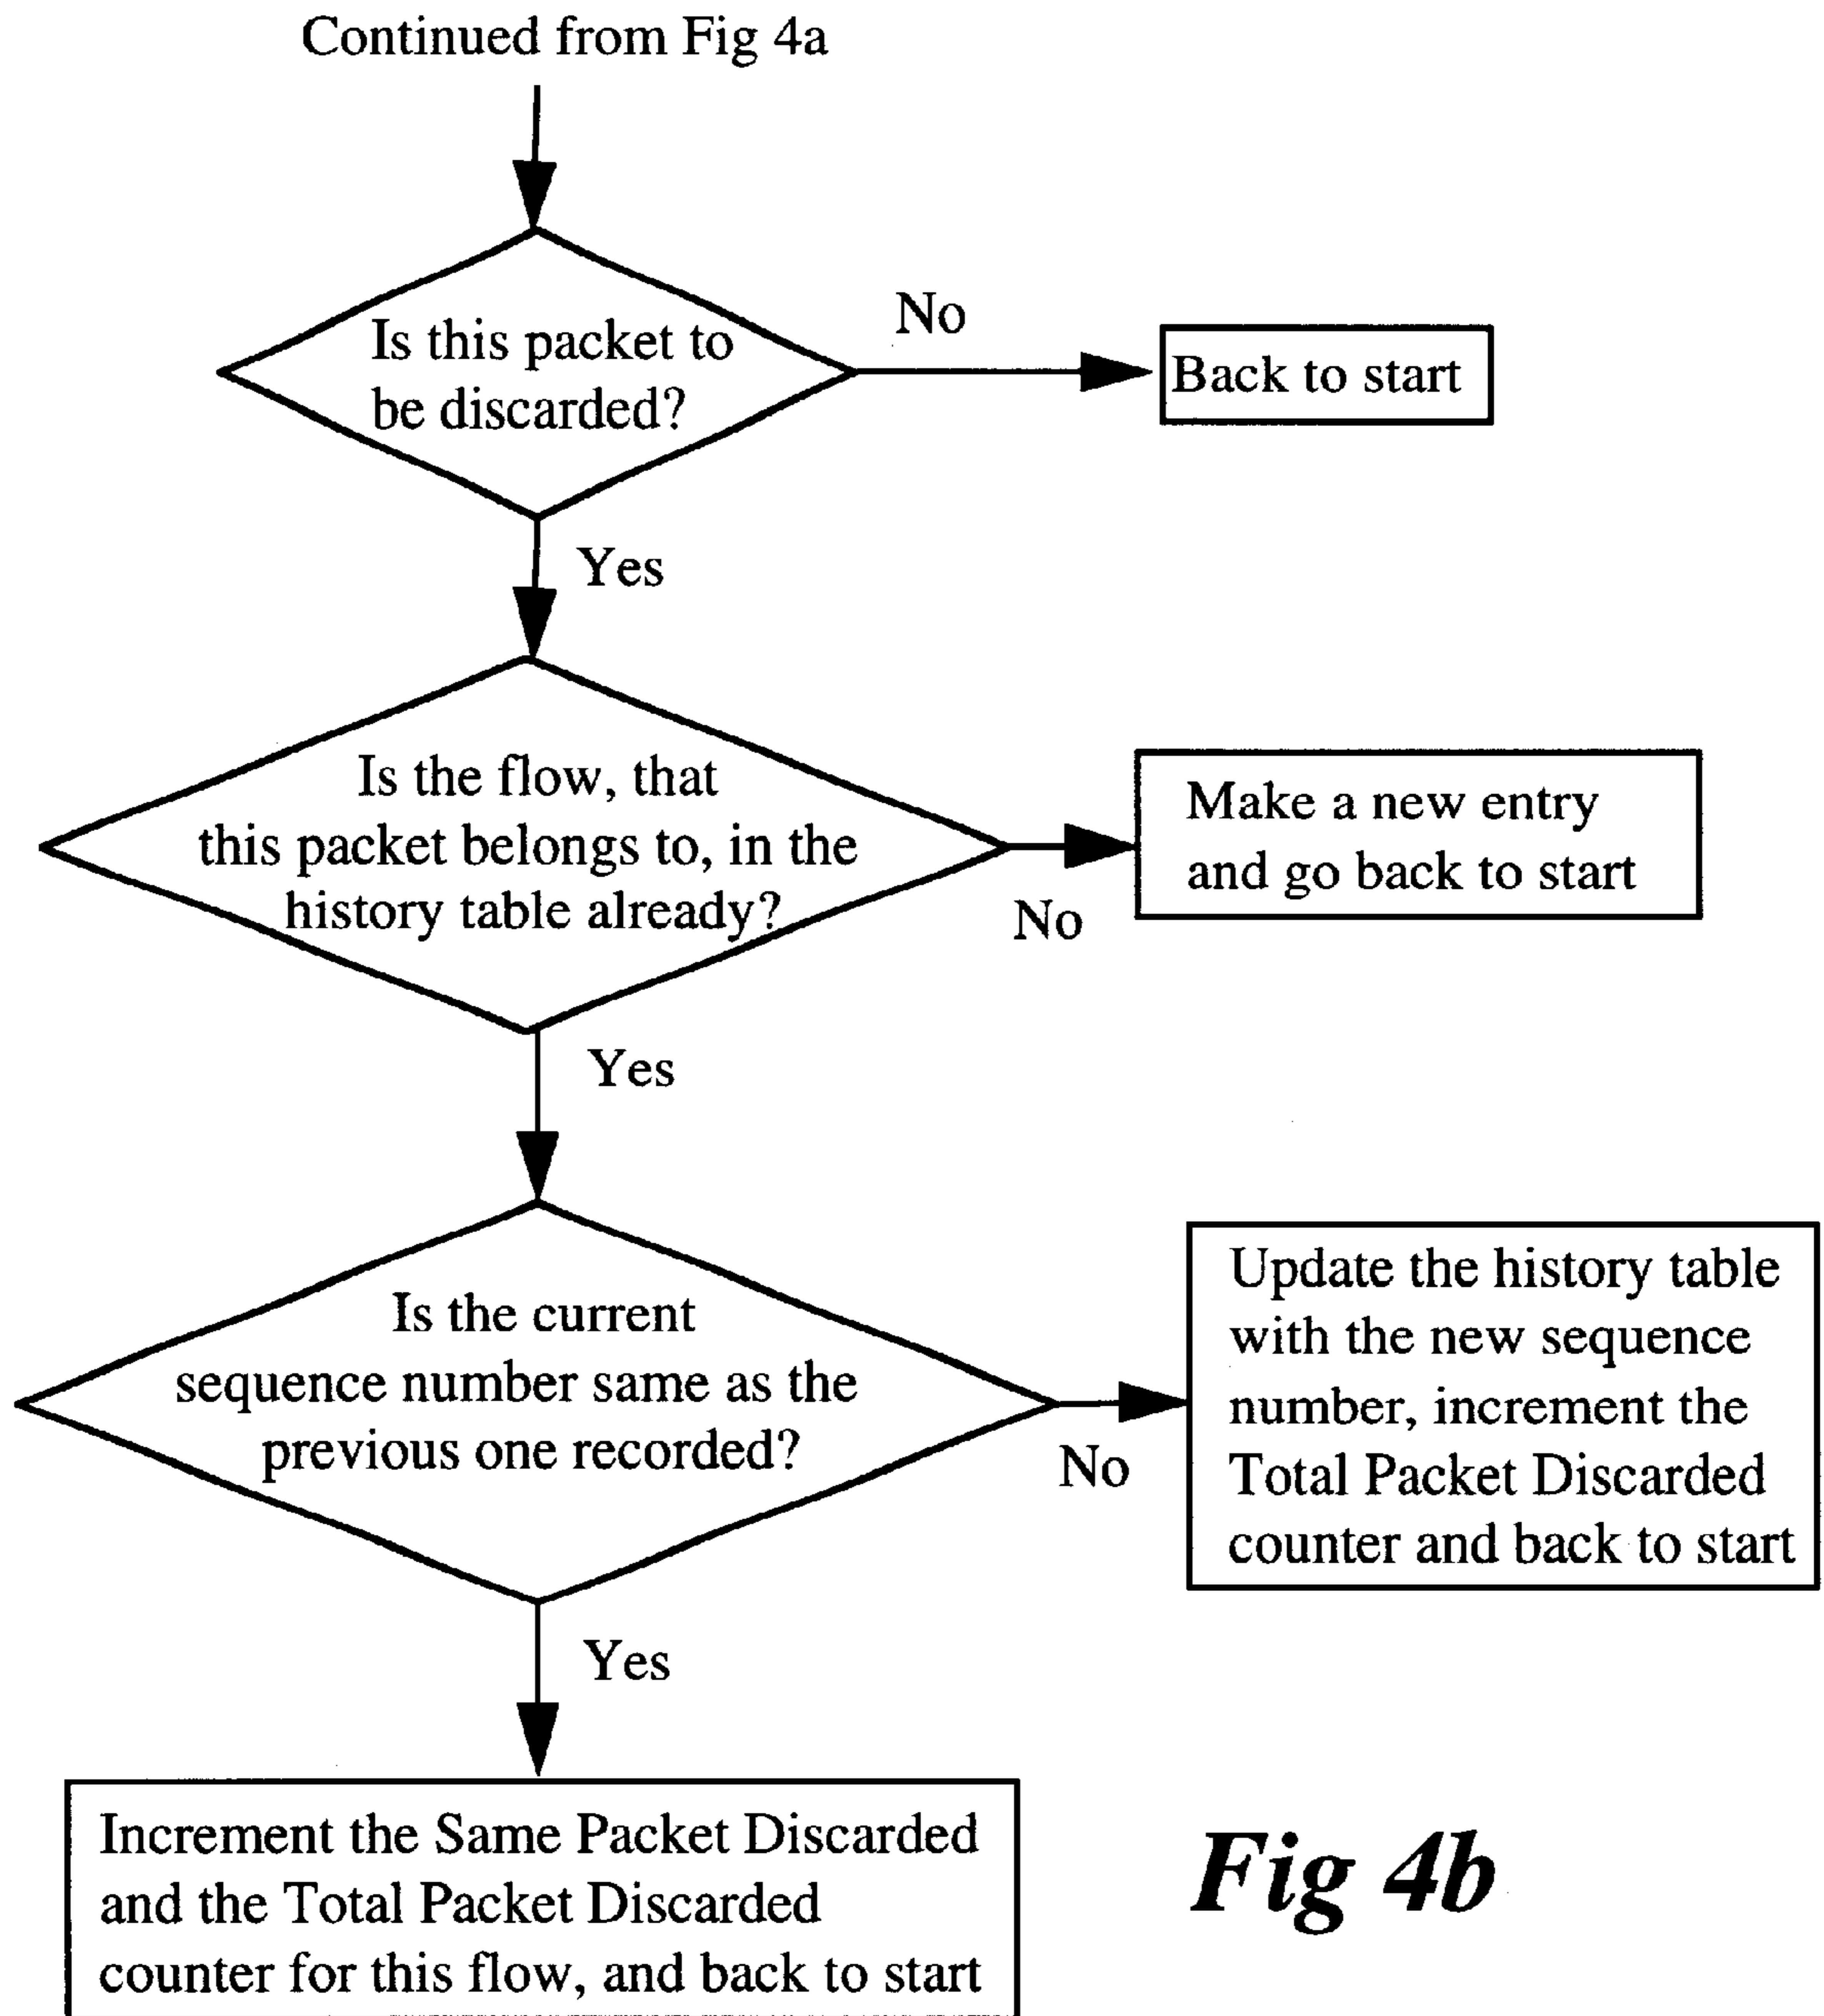 Continued from Fig 4a
Is this packet to
be discarded?
No
Back to start
Yes
Is the flow, that
this packet belongs to, in the
history table already?
No
Make a new entry
and go back to start
Yes
Is the current
sequence number same as the
previous one recorded?
No
Update the history table
with the new sequence
number, increment the
Total Packet Discarded
counter and back to start
Yes
Increment the Same Packet Discarded
and the Total Packet Discarded
counter for this flow, and back to start
Fig 4b